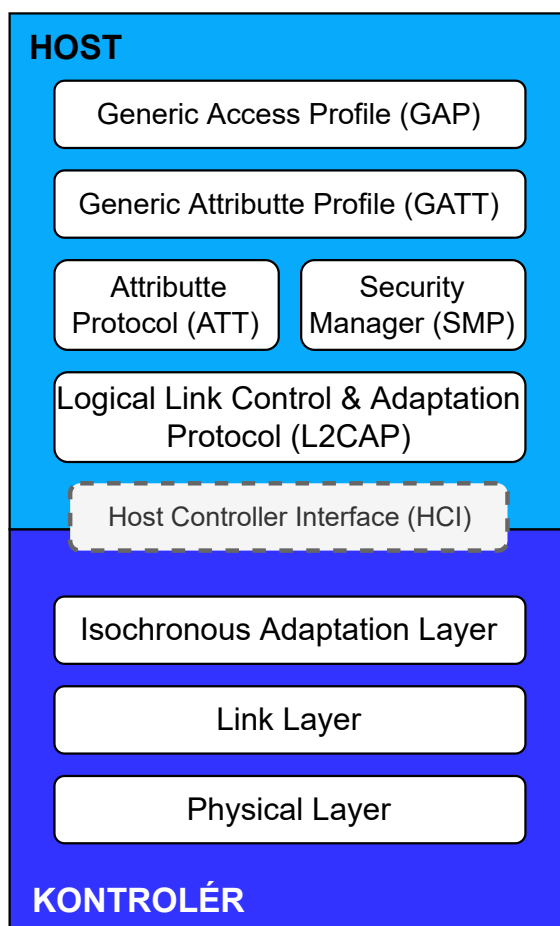 HOST
Generic Access Profile (GAP)
Generic Attributte Profile (GATT)
Attributte
Protocol (ATT)
Security
Manager (SMP)
Logical Link Control & Adaptation
Protocol (L2CAP)
Host Controller Interface (HCI)
Isochronous Adaptation Layer
Link Layer
Physical Layer
KONTROLÉR